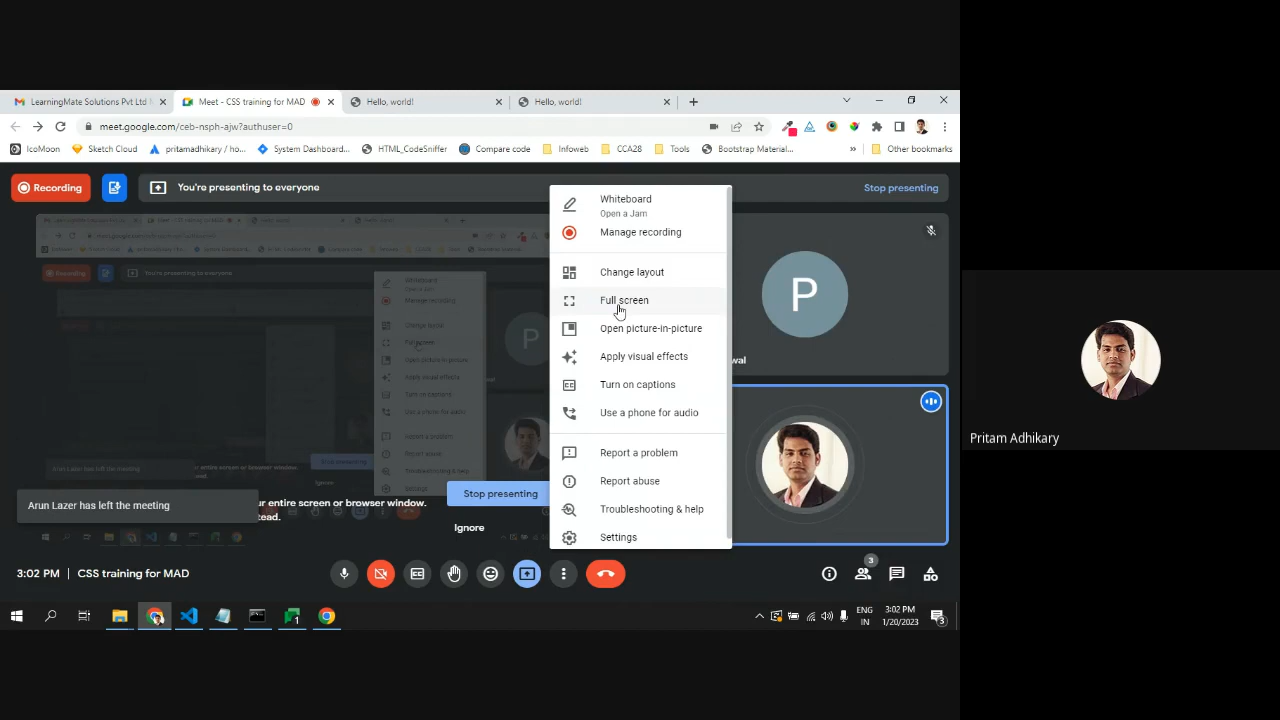 LearningMate Solutions Pvt Ltd M
Meet - CSS training for MAD
Hello, world!
Hello, world!
meet.google.com/ceb-nsph-ajw?authuser=0
IcoMoon
Sketch Cloud
pritamadhikary / ho...
System Dashboard...
HTML_CodeSniffer
Compare code
Infoweb
CCA28
Tools
Bootstrap Material...
»
Other bookmarks
Recording
You're presenting to everyone
Stop presenting
Whiteboard
Open a Jam
Manage recording
Change layout
Full screen
Open picture-in-picture
Apply visual effects
Turn on captions
Use a phone for audio
Report a problem
Report abuse
Troubleshooting & help
Settings
P
wal
Pritam Adhikary
Arun Lazer has left the meeting
ur entire screen or browser window.
tead.
Stop presenting
Ignore
3:02 PM | CSS training for MAD
3
ENG
IN
3:02 PM
1/20/2023
3
1